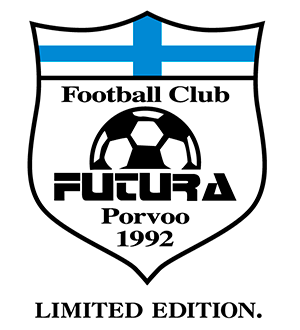 Football Club
FUTURA
Porvoo
1992
LIMITED EDITION.